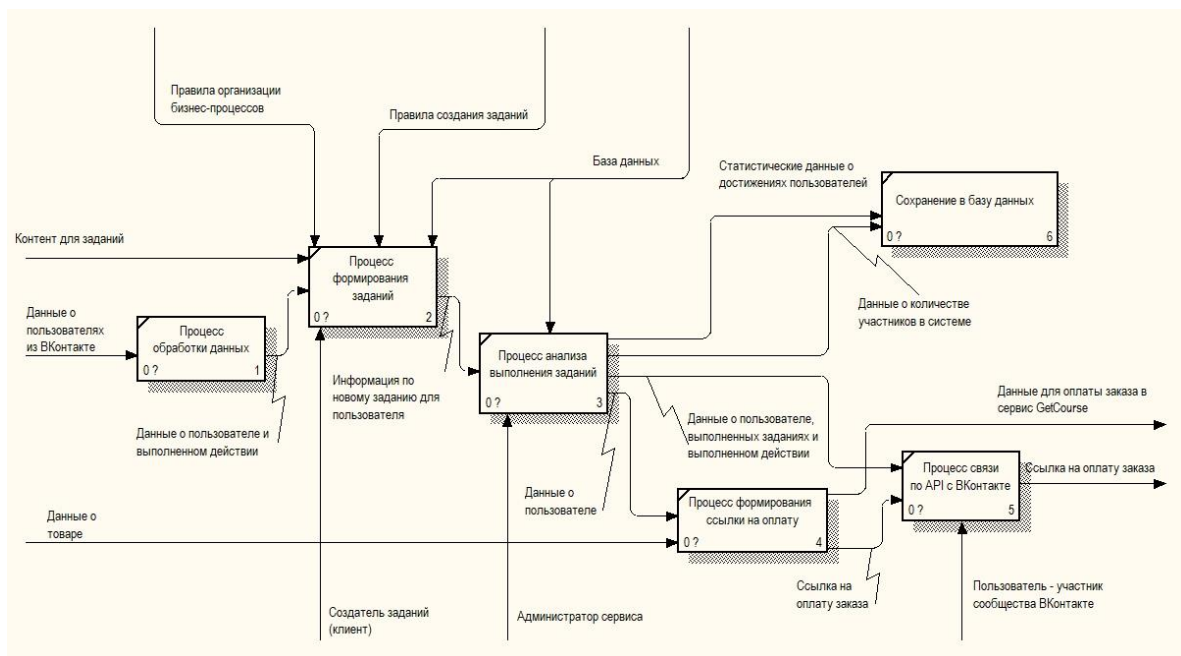 Правила организации
бизнес-процессов
Правила создания заданий
База данных
Статистические данные о
достижениях пользователей
Сохранение в базу данных
0 ?
6
Контент для заданий
Процесс
формирования
заданий
0 ?
2
Данные о
пользователях
из ВКонтакте
Процесс
обработки данных
0 ?
1
Данные о количестве
участников в системе
Процесс анализа
выполнения заданий
0 ?
3
Информация по
новому заданию для
пользователя
Данные о пользователе и
выполненном действии
Данные для оплаты заказа в
сервис GetCourse
Данные о пользователе,
выполненных заданиях и
выполненном действии
Процесс связи
по API с ВКонтакте
0 ?
5
Ссылка на оплату заказа
Данные о
пользователе
Процесс формирования
ссылки на оплату
0 ?
4
Данные о
товаре
Ссылка на
оплату заказа
Пользователь - участник
сообщества ВКонтакте
Создатель заданий
(клиент)
Администратор сервиса